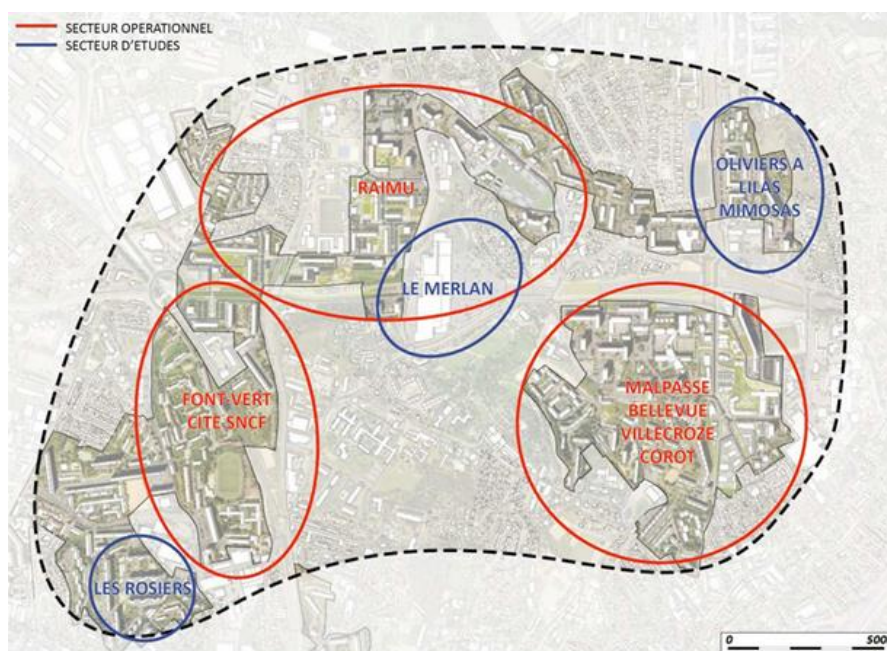 SECTEUR OPERATIONNEL
SECTEUR D'ETUDES
RAIMU
OLIVIERS A
LILAS
MIMOSAS
LE MERLAN
FONT-VERT
CITE SNCF
MALPASSE
BELLEVUE
VILLECROZE
COROT
LES ROSIERS
0 500